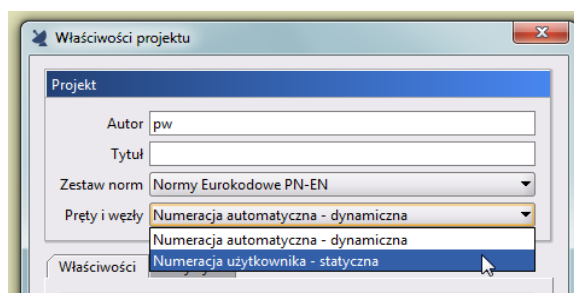 Właściwości projektu
Projekt
Autor pw
Tytuł
Zestaw norm Normy Eurokodowe PN-EN
Pręty i węzły Numeracja automatyczna - dynamiczna
Numeracja automatyczna - dynamiczna
Właściwości Numeracja użytkownika - statyczna